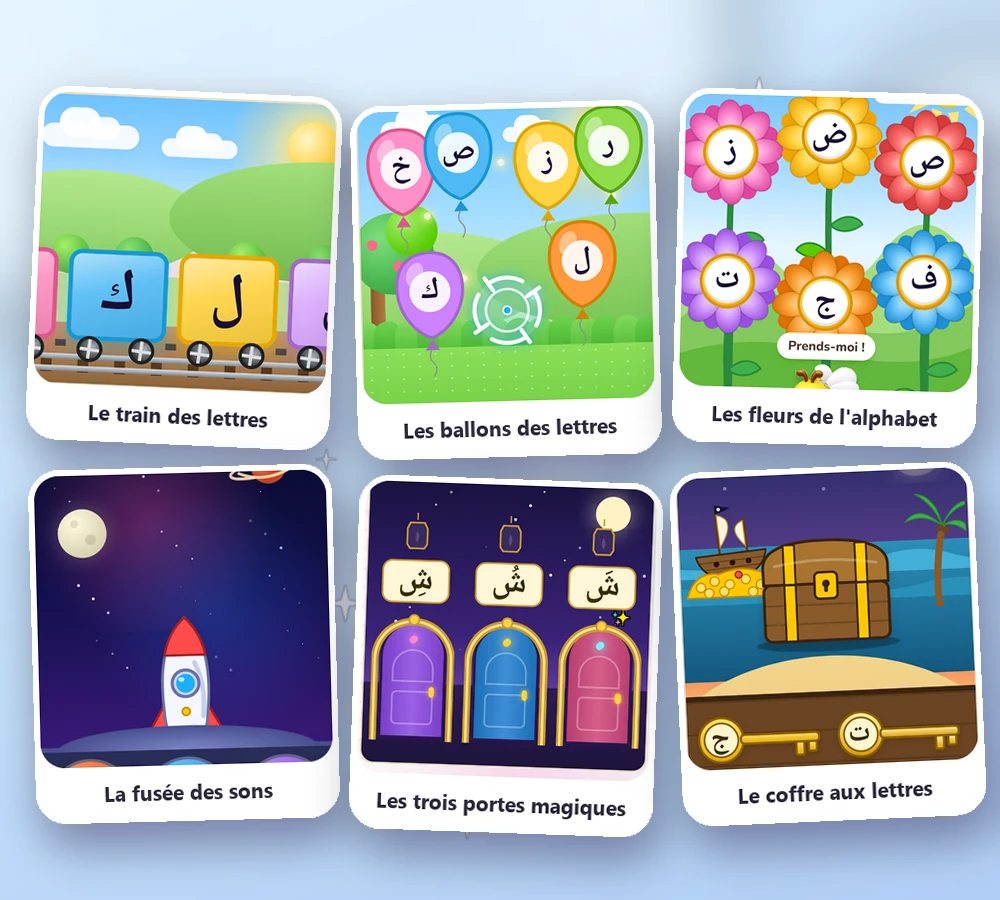 ك
ل
Le train des lettres
خ
ص
ز
ر
ك
ل
Les ballons des lettres
ز
ض
ص
ت
ج
ف
Prends-moi !
Les fleurs de l'alphabet
La fusée des sons
شِ
شُ
شَ
Les trois portes magiques
ج
ت
Le coffre aux lettres